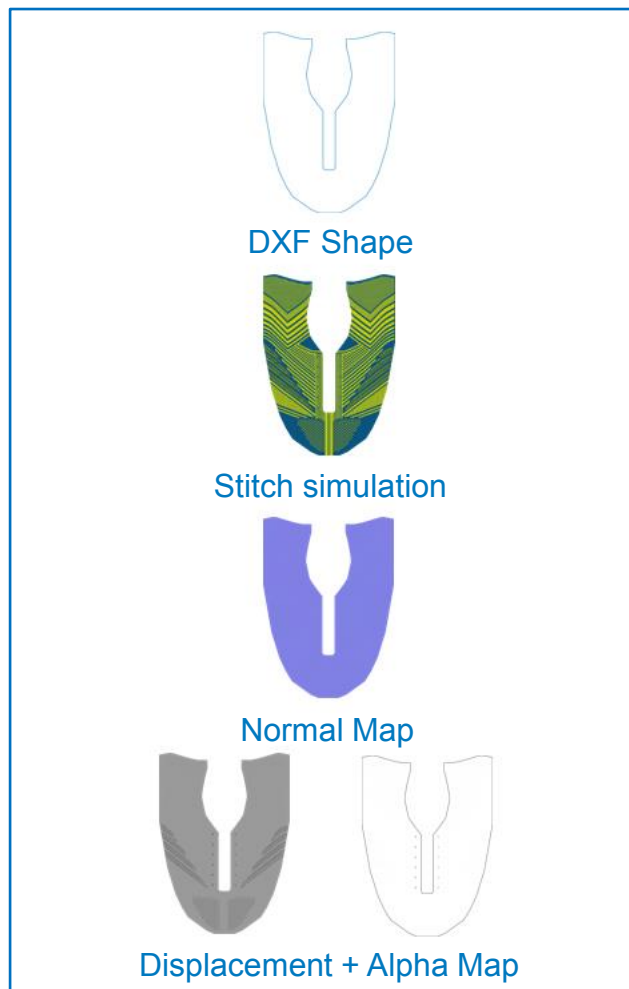 DXF Shape
Stitch simulation
Normal Map
Displacement + Alpha Map